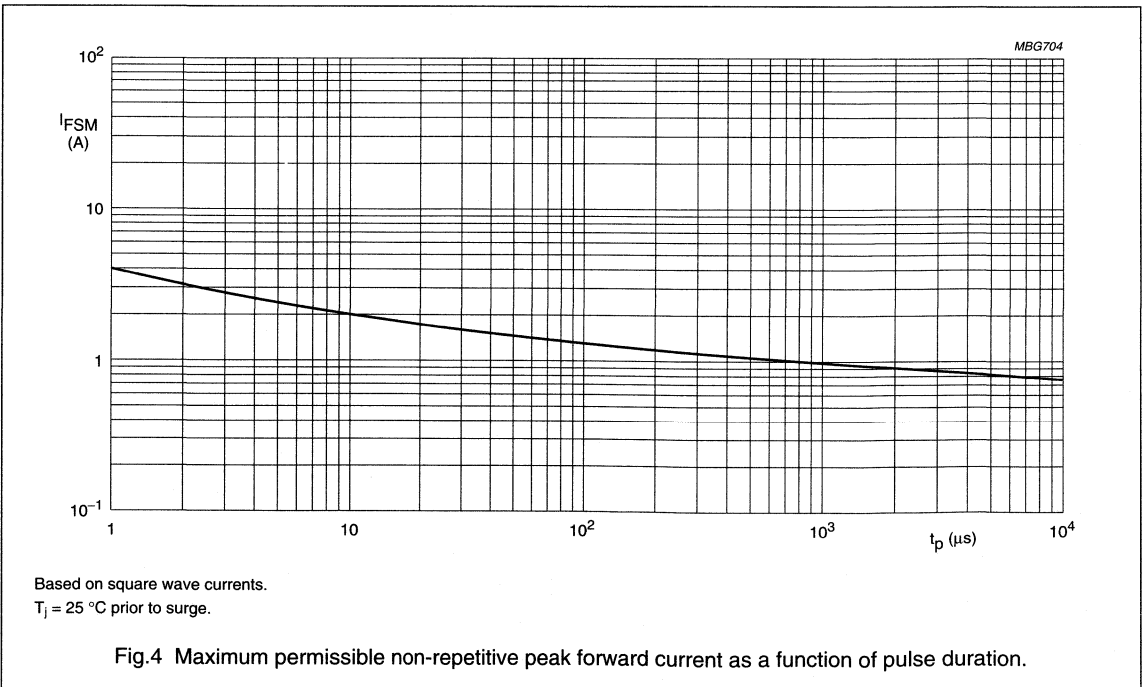 MBG704
10²
I_FSM
(A)
10
1
10⁻¹
1 10 10² 10³ 10⁴
t_p (μs)
Based on square wave currents.
T_j = 25 °C prior to surge.
Fig.4 Maximum permissible non-repetitive peak forward current as a function of pulse duration.